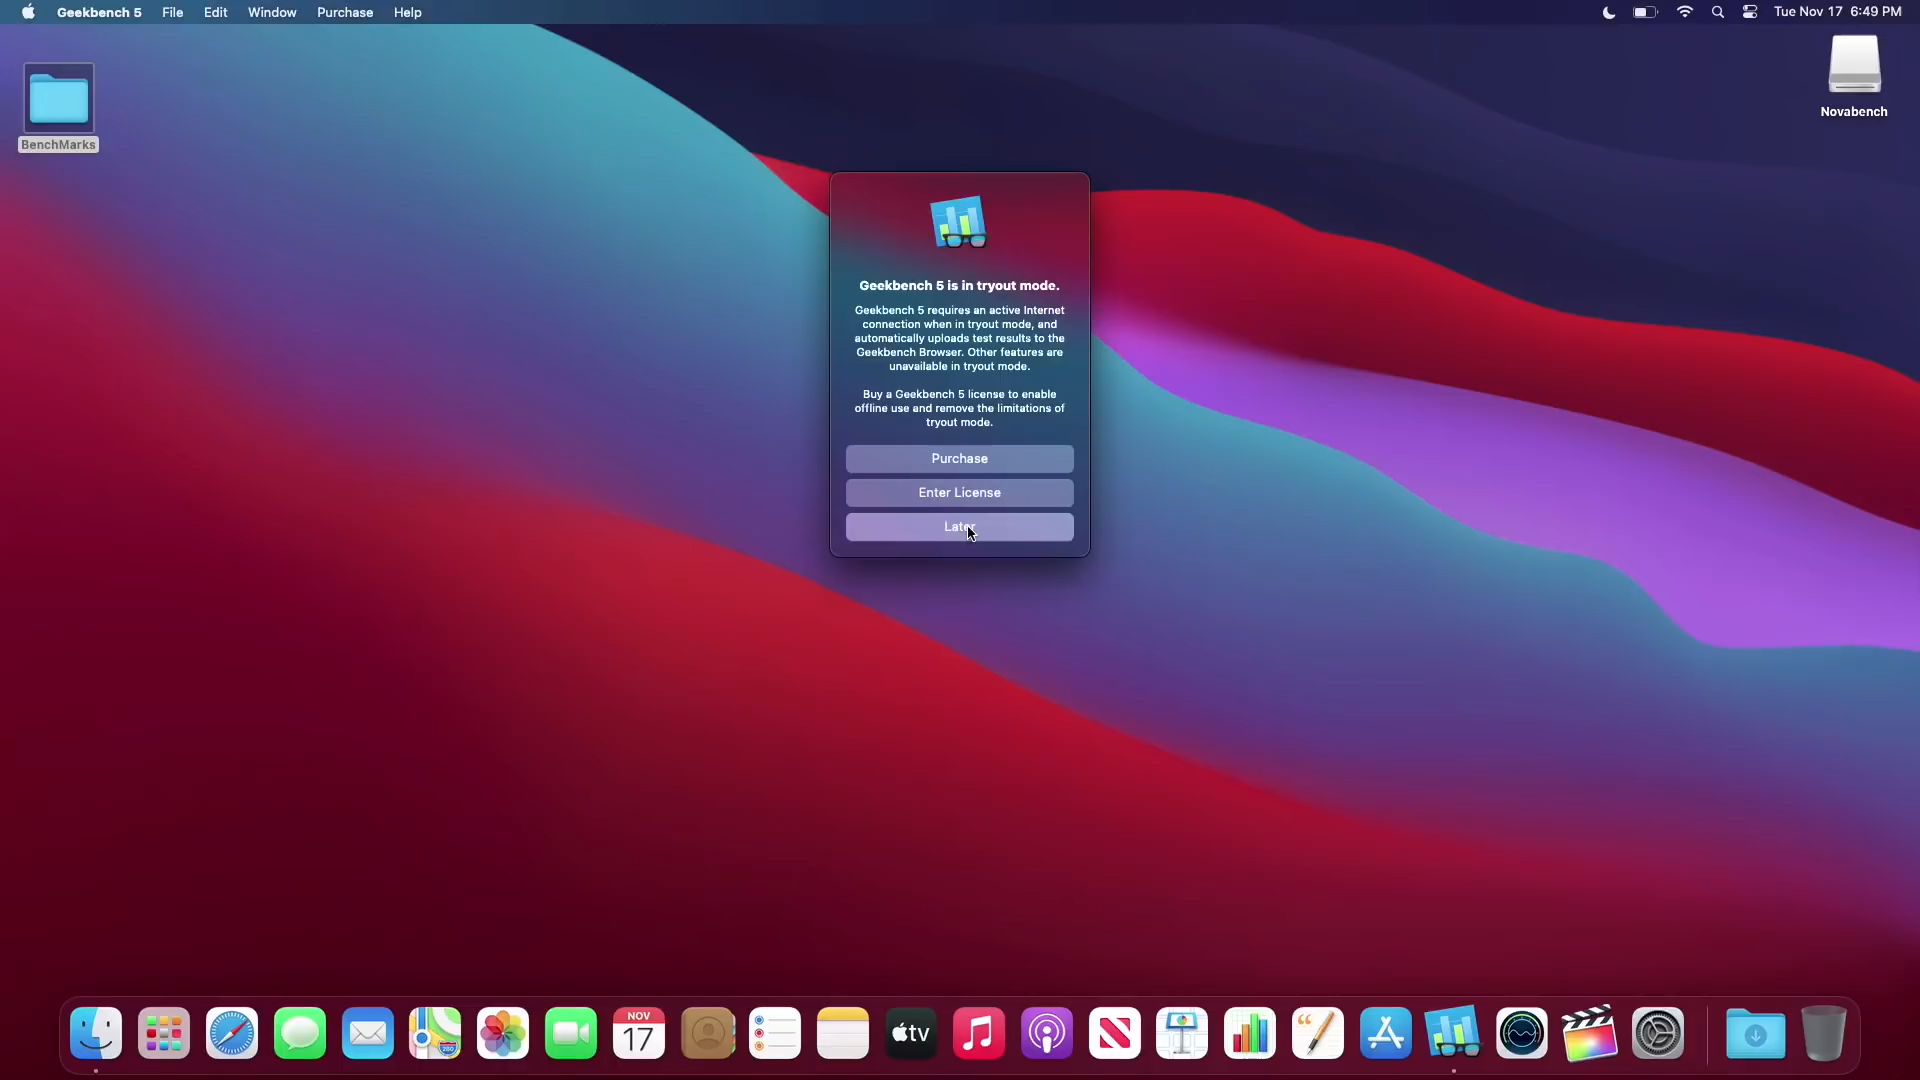 Geekbench 5 File Edit Window Purchase Help
Tue Nov 17 6:49 PM
BenchMarks
Novabench
Geekbench 5 is in tryout mode.
Geekbench 5 requires an active Internet
connection when in tryout mode, and
automatically uploads test results to the
Geekbench Browser. Other features are
unavailable in tryout mode.
Buy a Geekbench 5 license to enable
offline use and remove the limitations of
tryout mode.
Purchase
Enter License
Later
NOV
17
280
tv